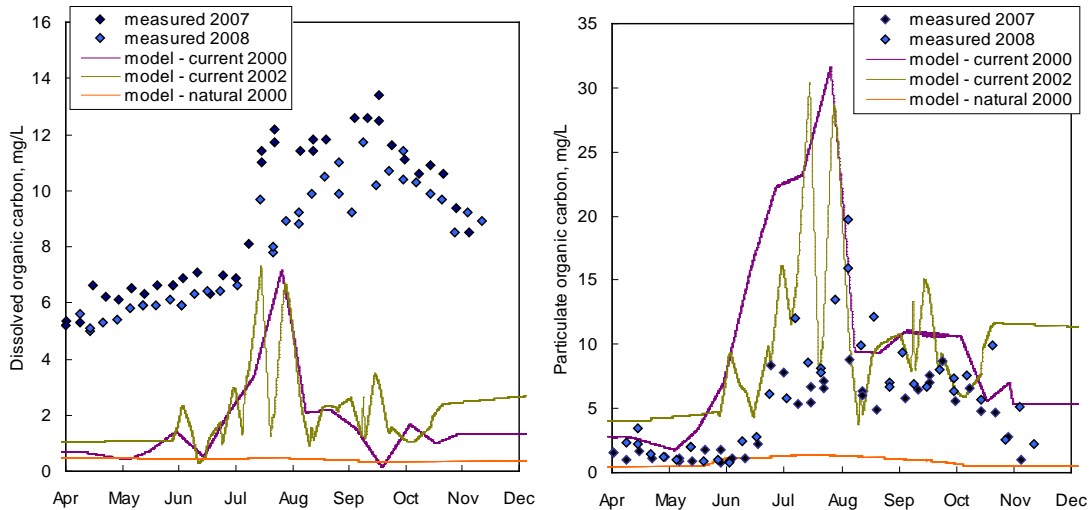 measured 2007
measured 2008
model - current 2000
model - current 2002
model - natural 2000
Dissolved organic carbon, mg/L
16
14
12
10
8
6
4
2
0
Apr May Jun Jul Aug Sep Oct Nov Dec
measured 2007
measured 2008
model - current 2000
model - current 2002
model - natural 2000
Particulate organic carbon, mg/L
35
30
25
20
15
10
5
0
Apr May Jun Jul Aug Sep Oct Nov Dec